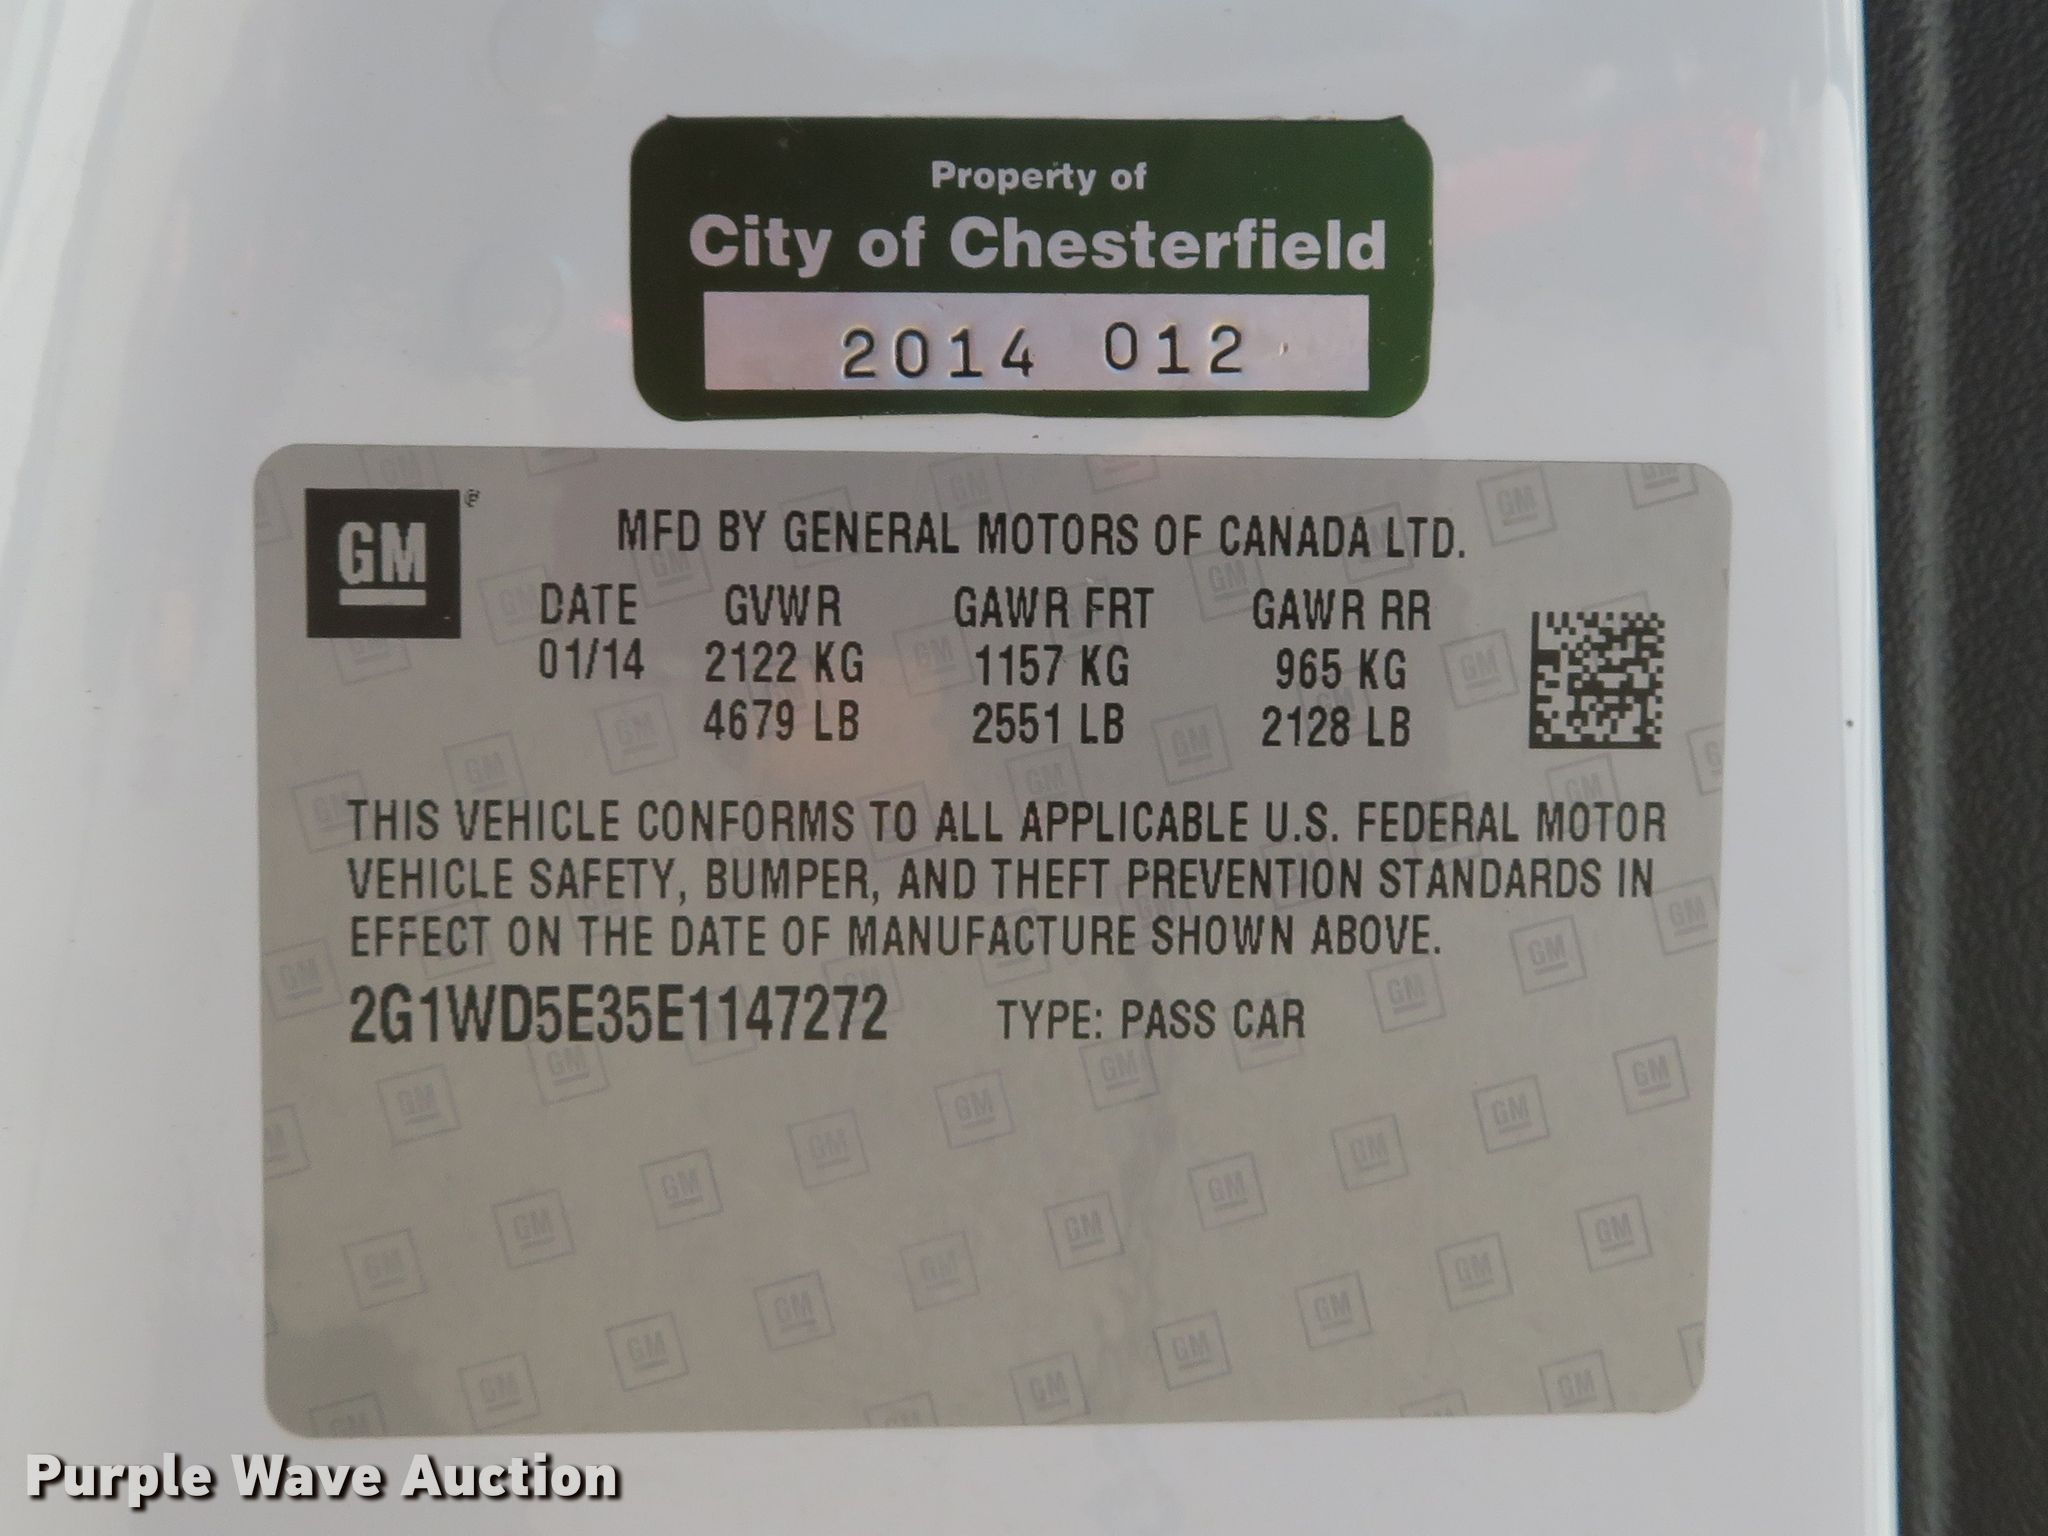 Property of
City of Chesterfield
2014 012
GM
MFD BY GENERAL MOTORS OF CANADA LTD.
DATE GVWR GAWR FRT GAWR RR
01/14 2122 KG 1157 KG 965 KG
4679 LB 2551 LB 2128 LB
THIS VEHICLE CONFORMS TO ALL APPLICABLE U.S. FEDERAL MOTOR
VEHICLE SAFETY, BUMPER, AND THEFT PREVENTION STANDARDS IN
EFFECT ON THE DATE OF MANUFACTURE SHOWN ABOVE.
2G1WD5E35E1147272 TYPE: PASS CAR
Purple Wave Auction